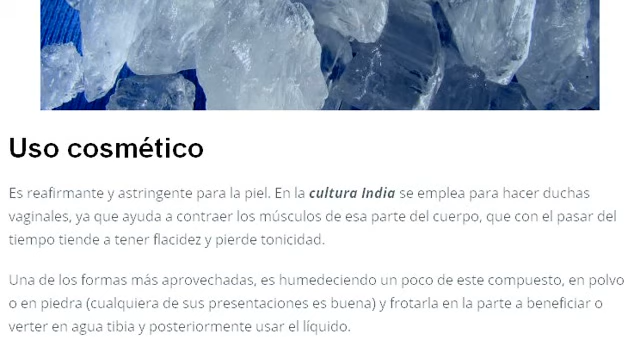 Uso cosmético
Es reafirmante y astringente para la piel. En la cultura India se emplea para hacer duchas
vaginales, ya que ayuda a contraer los músculos de esa parte del cuerpo, que con el pasar del
tiempo tiende a tener flacidez y pierde tonicidad.
Una de los formas más aprovechadas, es humedeciendo un poco de este compuesto, en polvo
o en piedra (cualquiera de sus presentaciones es buena) y frotarla en la parte a beneficiar o
verter en agua tibia y posteriormente usar el líquido.